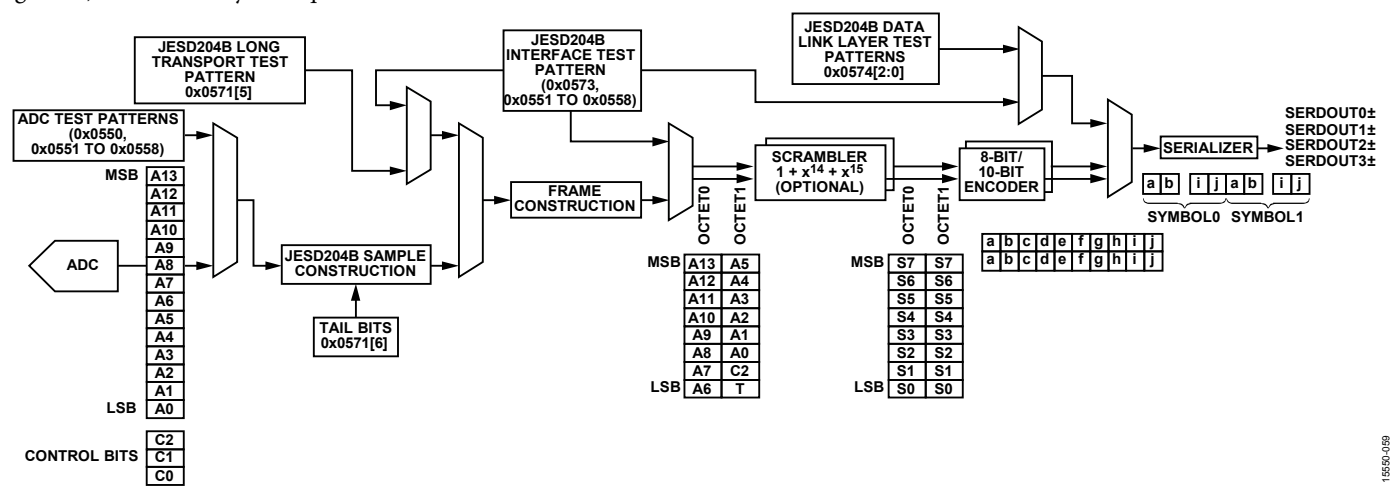 JESD204B LONG
TRANSPORT TEST
PATTERN
0x0571[5]
JESD204B
INTERFACE TEST
PATTERN
(0x0573,
0x0551 TO 0x0558)
JESD204B DATA
LINK LAYER TEST
PATTERNS
0x0574[2:0]
ADC TEST PATTERNS
(0x0550,
0x0551 TO 0x0558)
MSB A13
A12
A11
A10
A9
A8
A7
A6
A5
A4
A3
A2
A1
LSB A0
CONTROL BITS
C2
C1
C0
ADC
JESD204B SAMPLE
CONSTRUCTION
TAIL BITS
0x0571[6]
FRAME
CONSTRUCTION
OCTET0
OCTET1
MSB A13 A5
A12 A4
A11 A3
A10 A2
A9 A1
A8 A0
A7 C2
LSB A6 T
SCRAMBLER
1 + x14 + x15
(OPTIONAL)
OCTET0
OCTET1
MSB S7 S7
S6 S6
S5 S5
S4 S4
S3 S3
S2 S2
S1 S1
LSB S0 S0
8-BIT/
10-BIT
ENCODER
a b c d e f g h i j
a b c d e f g h i j
SERIALIZER
a b i j a b i j
SYMBOL0 SYMBOL1
SERDOUT0±
SERDOUT1±
SERDOUT2±
SERDOUT3±
15550-059